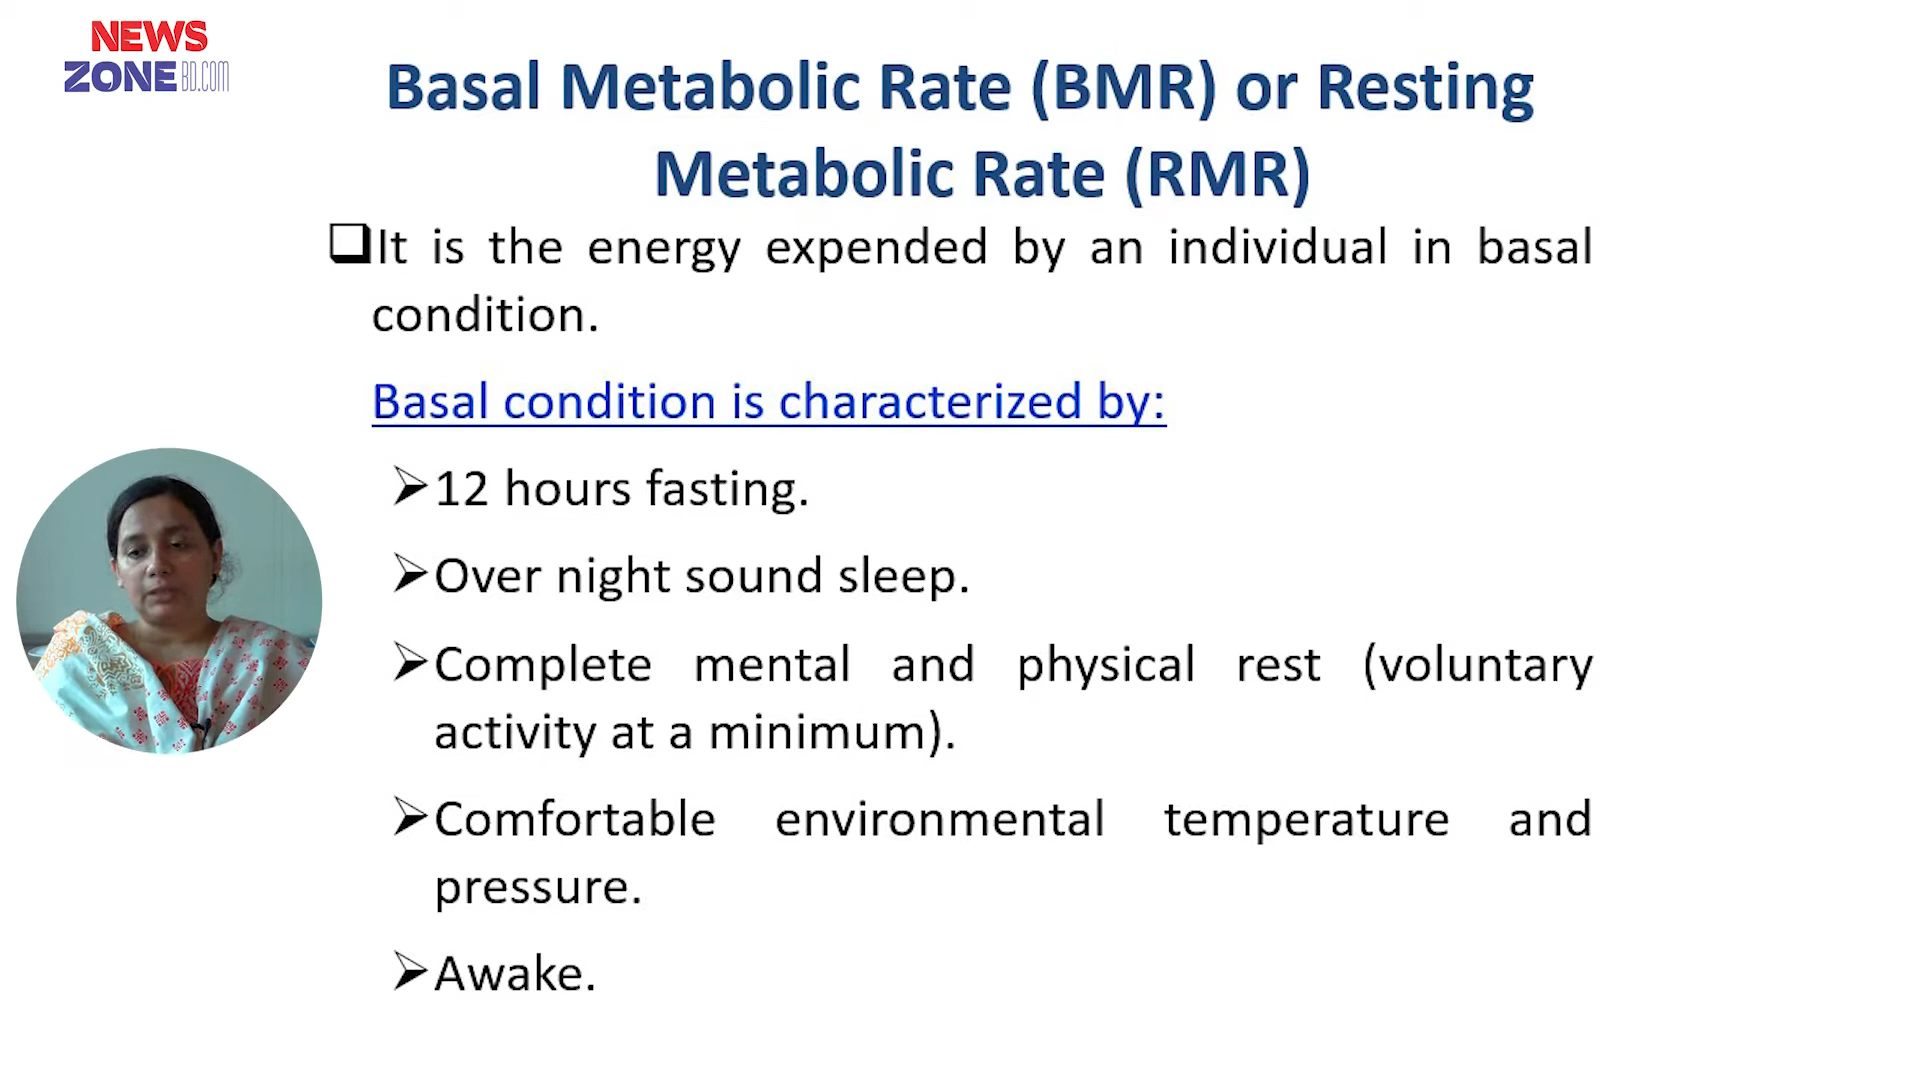 NEWS
ZONE BD.COM
Basal Metabolic Rate (BMR) or Resting
Metabolic Rate (RMR)
It is the energy expended by an individual in basal
condition.
Basal condition is characterized by:
12 hours fasting.
Over night sound sleep.
Complete mental and physical rest (voluntary
activity at a minimum).
Comfortable environmental temperature and
pressure.
Awake.